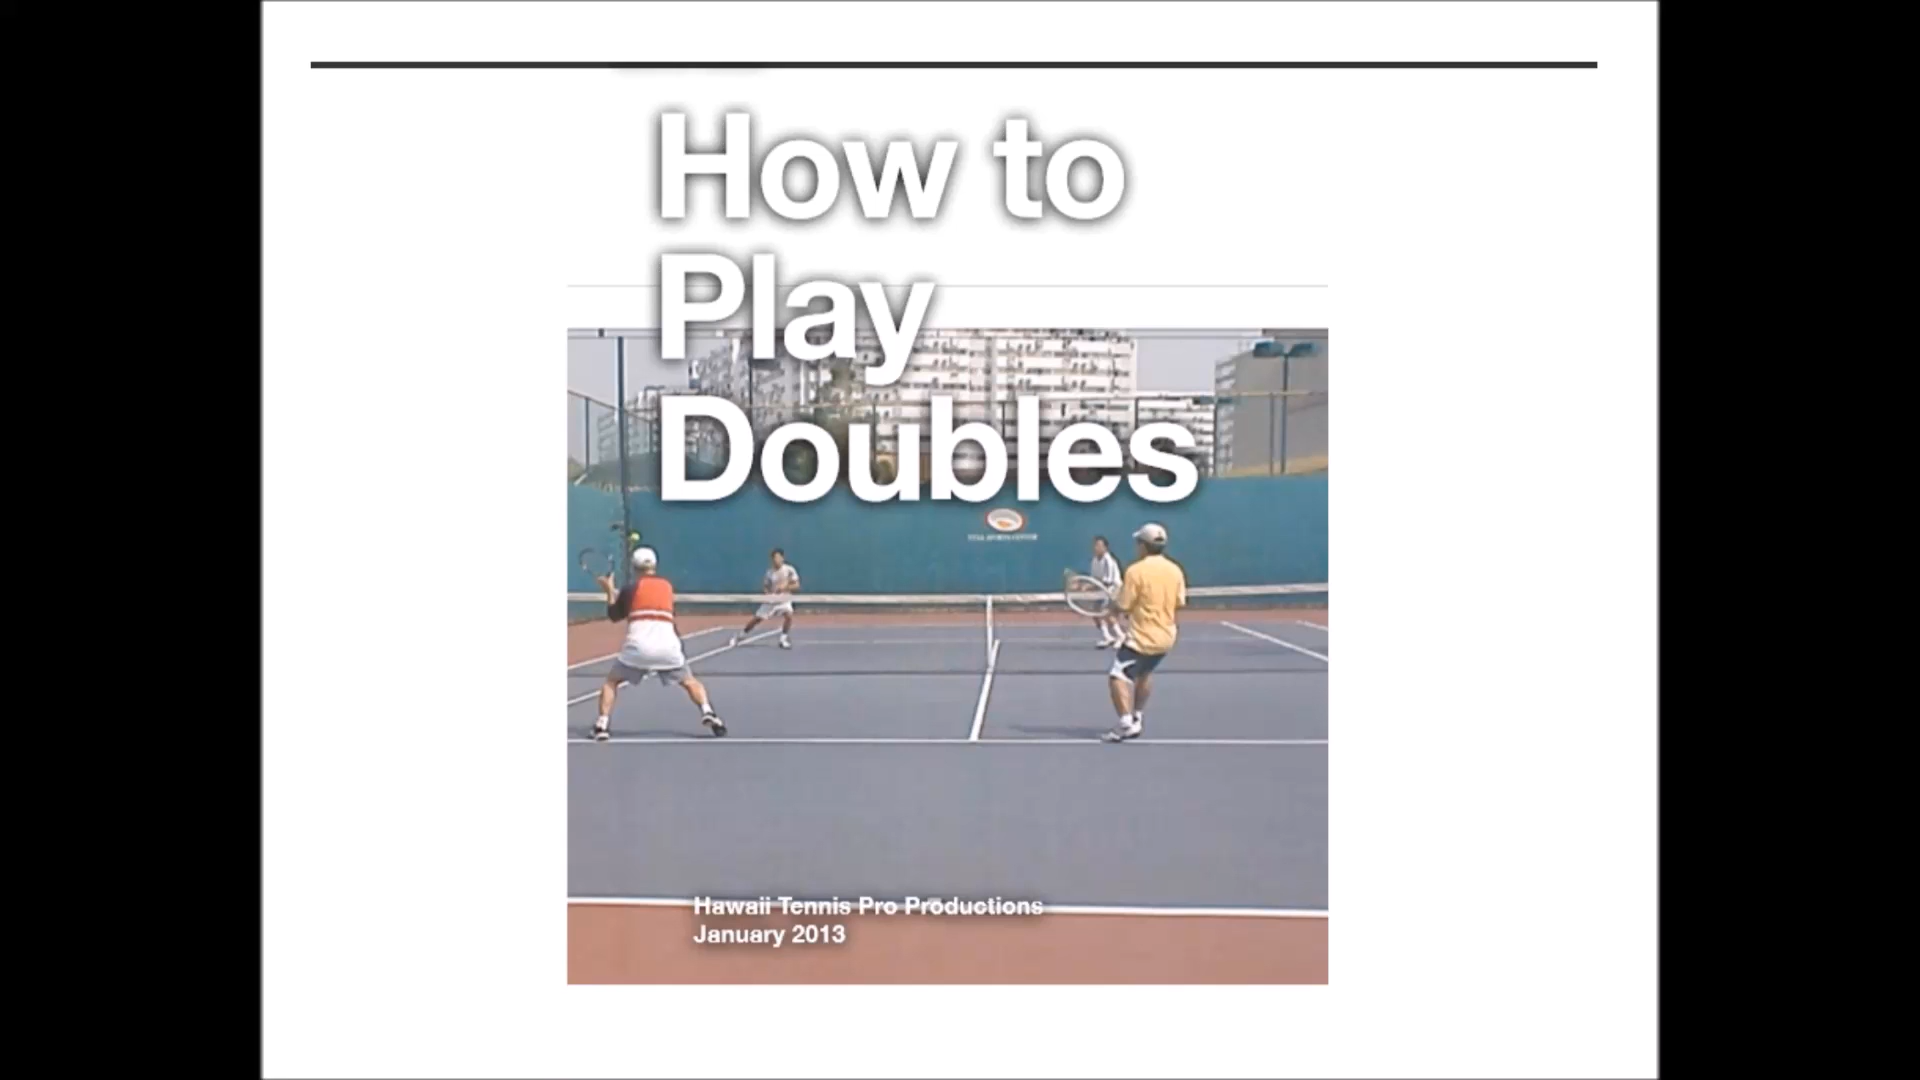 How to
Play
Doubles
Hawaii Tennis Pro Productions
January 2013